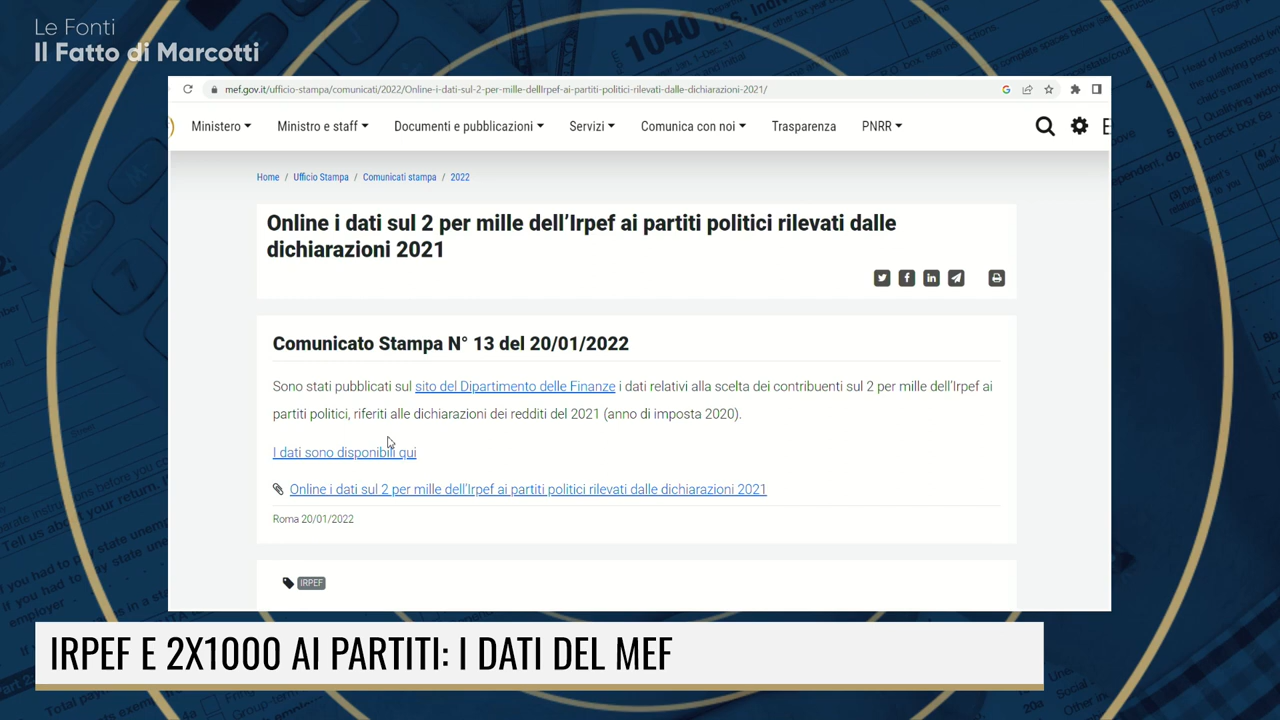 Le Fonti
Il Fatto di Marcotti
mef.gov.it/ufficio-stampa/comunicati/2022/Online-i-dati-sul-2-per-mille-dellIrpef-ai-partiti-politici-rilevati-dalle-dichiarazioni-2021/
Ministero Ministro e staff Documenti e pubblicazioni Servizi Comunica con noi Trasparenza PNRR
Home / Ufficio Stampa / Comunicati stampa / 2022
Online i dati sul 2 per mille dell'Irpef ai partiti politici rilevati dalle
dichiarazioni 2021
Comunicato Stampa N° 13 del 20/01/2022
Sono stati pubblicati sul sito del Dipartimento delle Finanze i dati relativi alla scelta dei contribuenti sul 2 per mille dell'Irpef ai
partiti politici, riferiti alle dichiarazioni dei redditi del 2021 (anno di imposta 2020).
I dati sono disponibili qui
Online i dati sul 2 per mille dell'Irpef ai partiti politici rilevati dalle dichiarazioni 2021
Roma 20/01/2022
IRPEF
IRPEF E 2X1000 AI PARTITI: I DATI DEL MEF
1040